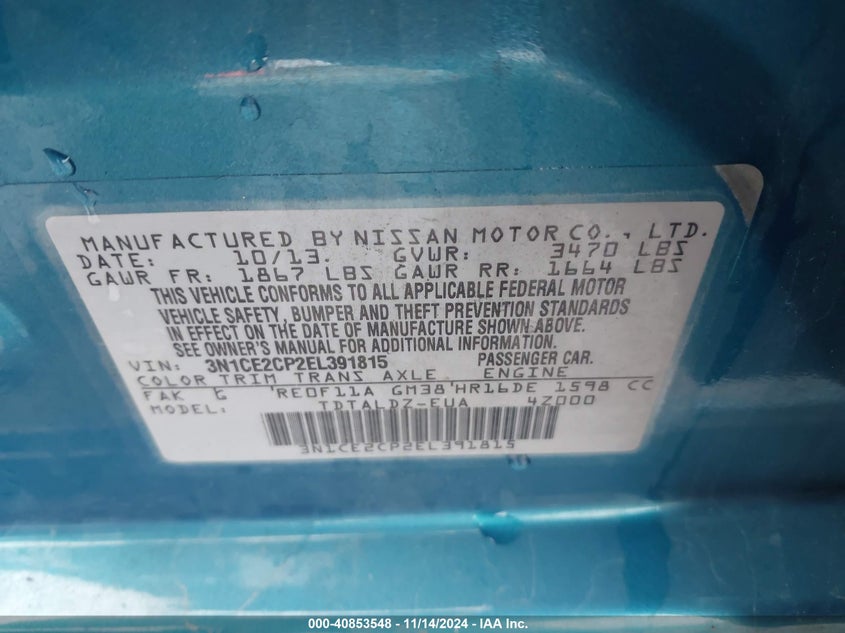 MANUFACTURED BY NISSAN MOTOR CO., LTD.
DATE: 10/13. GVWR: 3470 LBS
GAWR FR: 1867 LBS GAWR RR: 1664 LBS
THIS VEHICLE CONFORMS TO ALL APPLICABLE FEDERAL MOTOR
VEHICLE SAFETY, BUMPER AND THEFT PREVENTION STANDARDS
IN EFFECT ON THE DATE OF MANUFACTURE SHOWN ABOVE.
SEE OWNER'S MANUAL FOR ADDITIONAL INFORMATION.
VIN: 3N1CE2CP2EL391815 PASSENGER CAR.
COLOR TRIM TRANS AXLE ENGINE
FAK G RE0F11A GM38 HR16DE 1598 CC
MODEL: TDTALDZ-EUA 4Z000
3N1CE2CP2EL391815
000-40853548 - 11/14/2024 - IAA Inc.